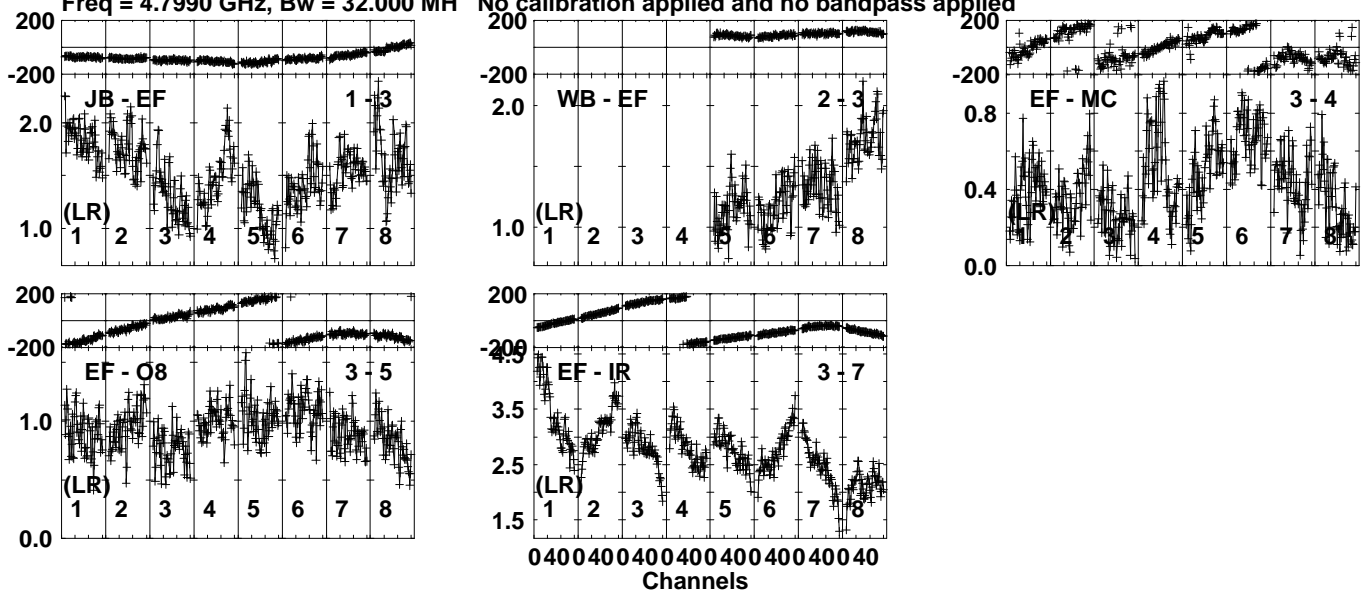 Freq = 4.7990 GHz, Bw = 32.000 MH No calibration applied and no bandpass applied
200
-200
JB - EF 1 - 3
2.0
1.0
(LR)
1 2 3 4 5 6 7 8
200
-200
WB - EF 2 - 3
2.0
1.0
(LR)
1 2 3 4 5 6 7 8
200
-200
EF - MC 3 - 4
0.8
0.4
0.0
(LR)
1 2 3 4 5 6 7 8
200
-200
EF - O8 3 - 5
1.0
0.0
(LR)
1 2 3 4 5 6 7 8
200
-200
4.5
EF - IR 3 - 7
3.5
2.5
1.5
(LR)
1 2 3 4 5 6 7 8
0 40 0 40 0 40 0 40 0 40 0 40 0 40 0 40
Channels